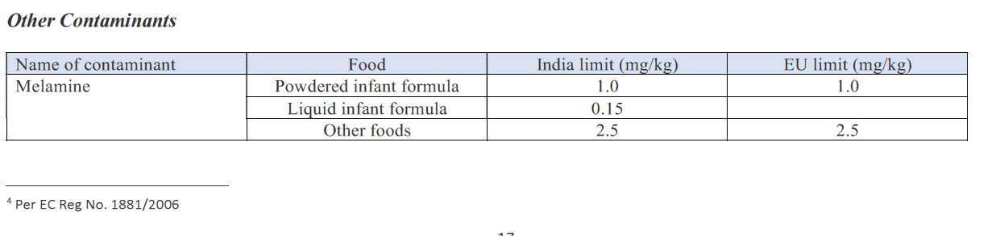 Other Contaminants
Name of contaminant Food India limit (mg/kg) EU limit (mg/kg)
Melamine Powdered infant formula 1.0 1.0
Liquid infant formula 0.15
Other foods 2.5 2.5
4 Per EC Reg No. 1881/2006